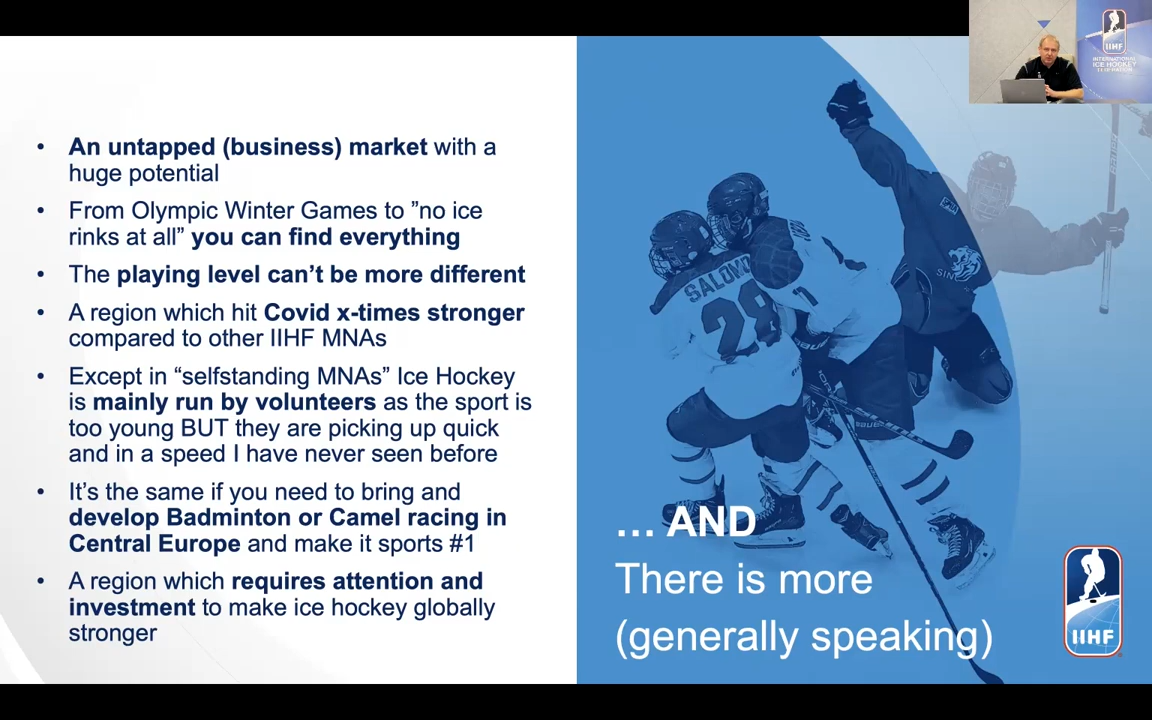 • An untapped (business) market with a
huge potential
• From Olympic Winter Games to ”no ice
rinks at all” you can find everything
• The playing level can’t be more different
• A region which hit Covid x-times stronger
compared to other IIHF MNAs
• Except in “selfstanding MNAs” Ice Hockey
is mainly run by volunteers as the sport is
too young BUT they are picking up quick
and in a speed I have never seen before
• It’s the same if you need to bring and
develop Badminton or Camel racing in
Central Europe and make it sports #1
• A region which requires attention and
investment to make ice hockey globally
stronger
... AND
There is more
(generally speaking)
IIHF
IIHF
INTERNATIONAL
ICE HOCKEY
FEDERATION
28